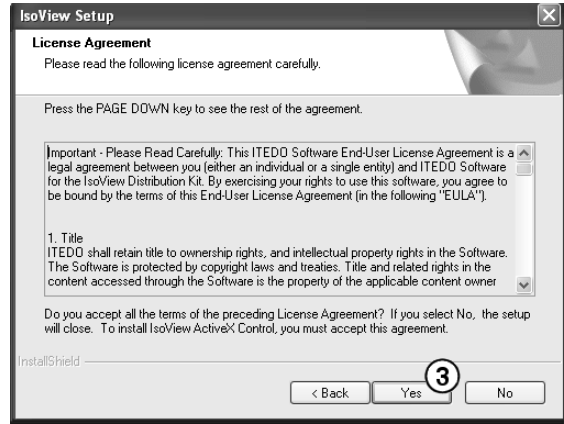 IsoView Setup
License Agreement
Please read the following license agreement carefully.
Press the PAGE DOWN key to see the rest of the agreement.
Important - Please Read Carefully: This ITEDO Software End-User License Agreement is a
legal agreement between you (either an individual or a single entity) and ITEDO Software
for the IsoView Distribution Kit. By exercising your rights to use this software, you agree to
be bound by the terms of this End-User License Agreement (in the following "EULA").
1. Title
ITEDO shall retain title to ownership rights, and intellectual property rights in the Software.
The Software is protected by copyright laws and treaties. Title and related rights in the
content accessed through the Software is the property of the applicable content owner
Do you accept all the terms of the preceding License Agreement? If you select No, the setup
will close. To install IsoView ActiveX Control, you must accept this agreement.
InstallShield
3
< Back Yes No